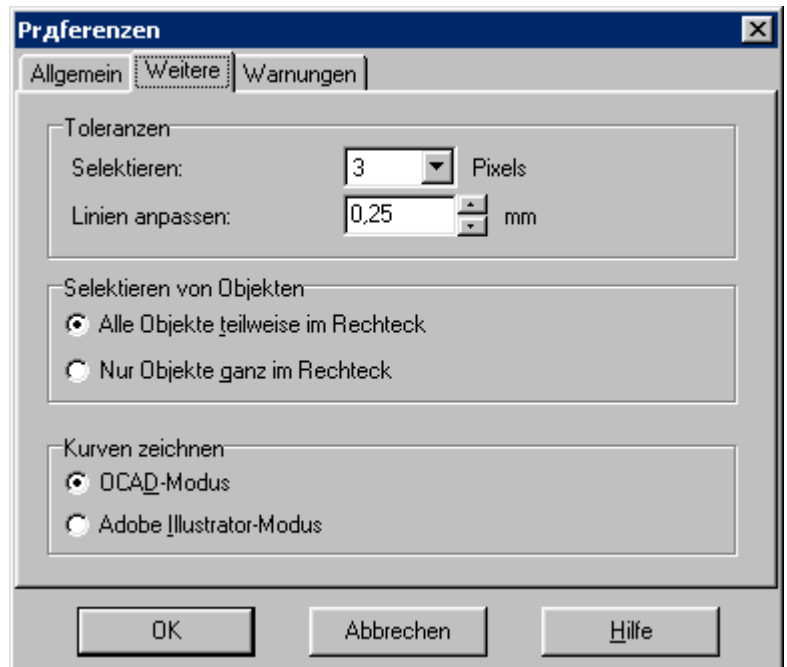 Prдferenzen
Allgemein Weitere Warnungen
Toleranzen
Selektieren: 3 Pixels
Linien anpassen: 0,25 mm
Selektieren von Objekten
Alle Objekte teilweise im Rechteck
Nur Objekte ganz im Rechteck
Kurven zeichnen
OCAD-Modus
Adobe Illustrator-Modus
OK Abbrechen Hilfe